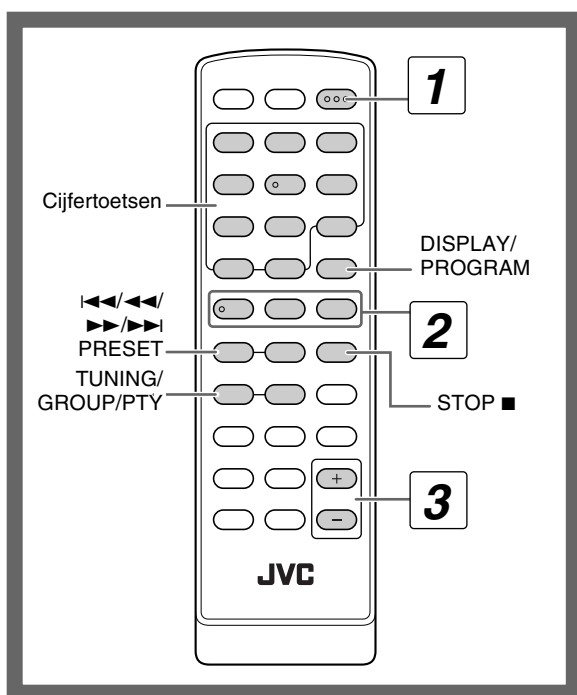 1
Cijfertoetsen
DISPLAY/
PROGRAM
⏮◀◀/◀◀/
▶▶/▶▶⏭
PRESET
2
TUNING/
GROUP/PTY
STOP ■
+
3
−
JVC